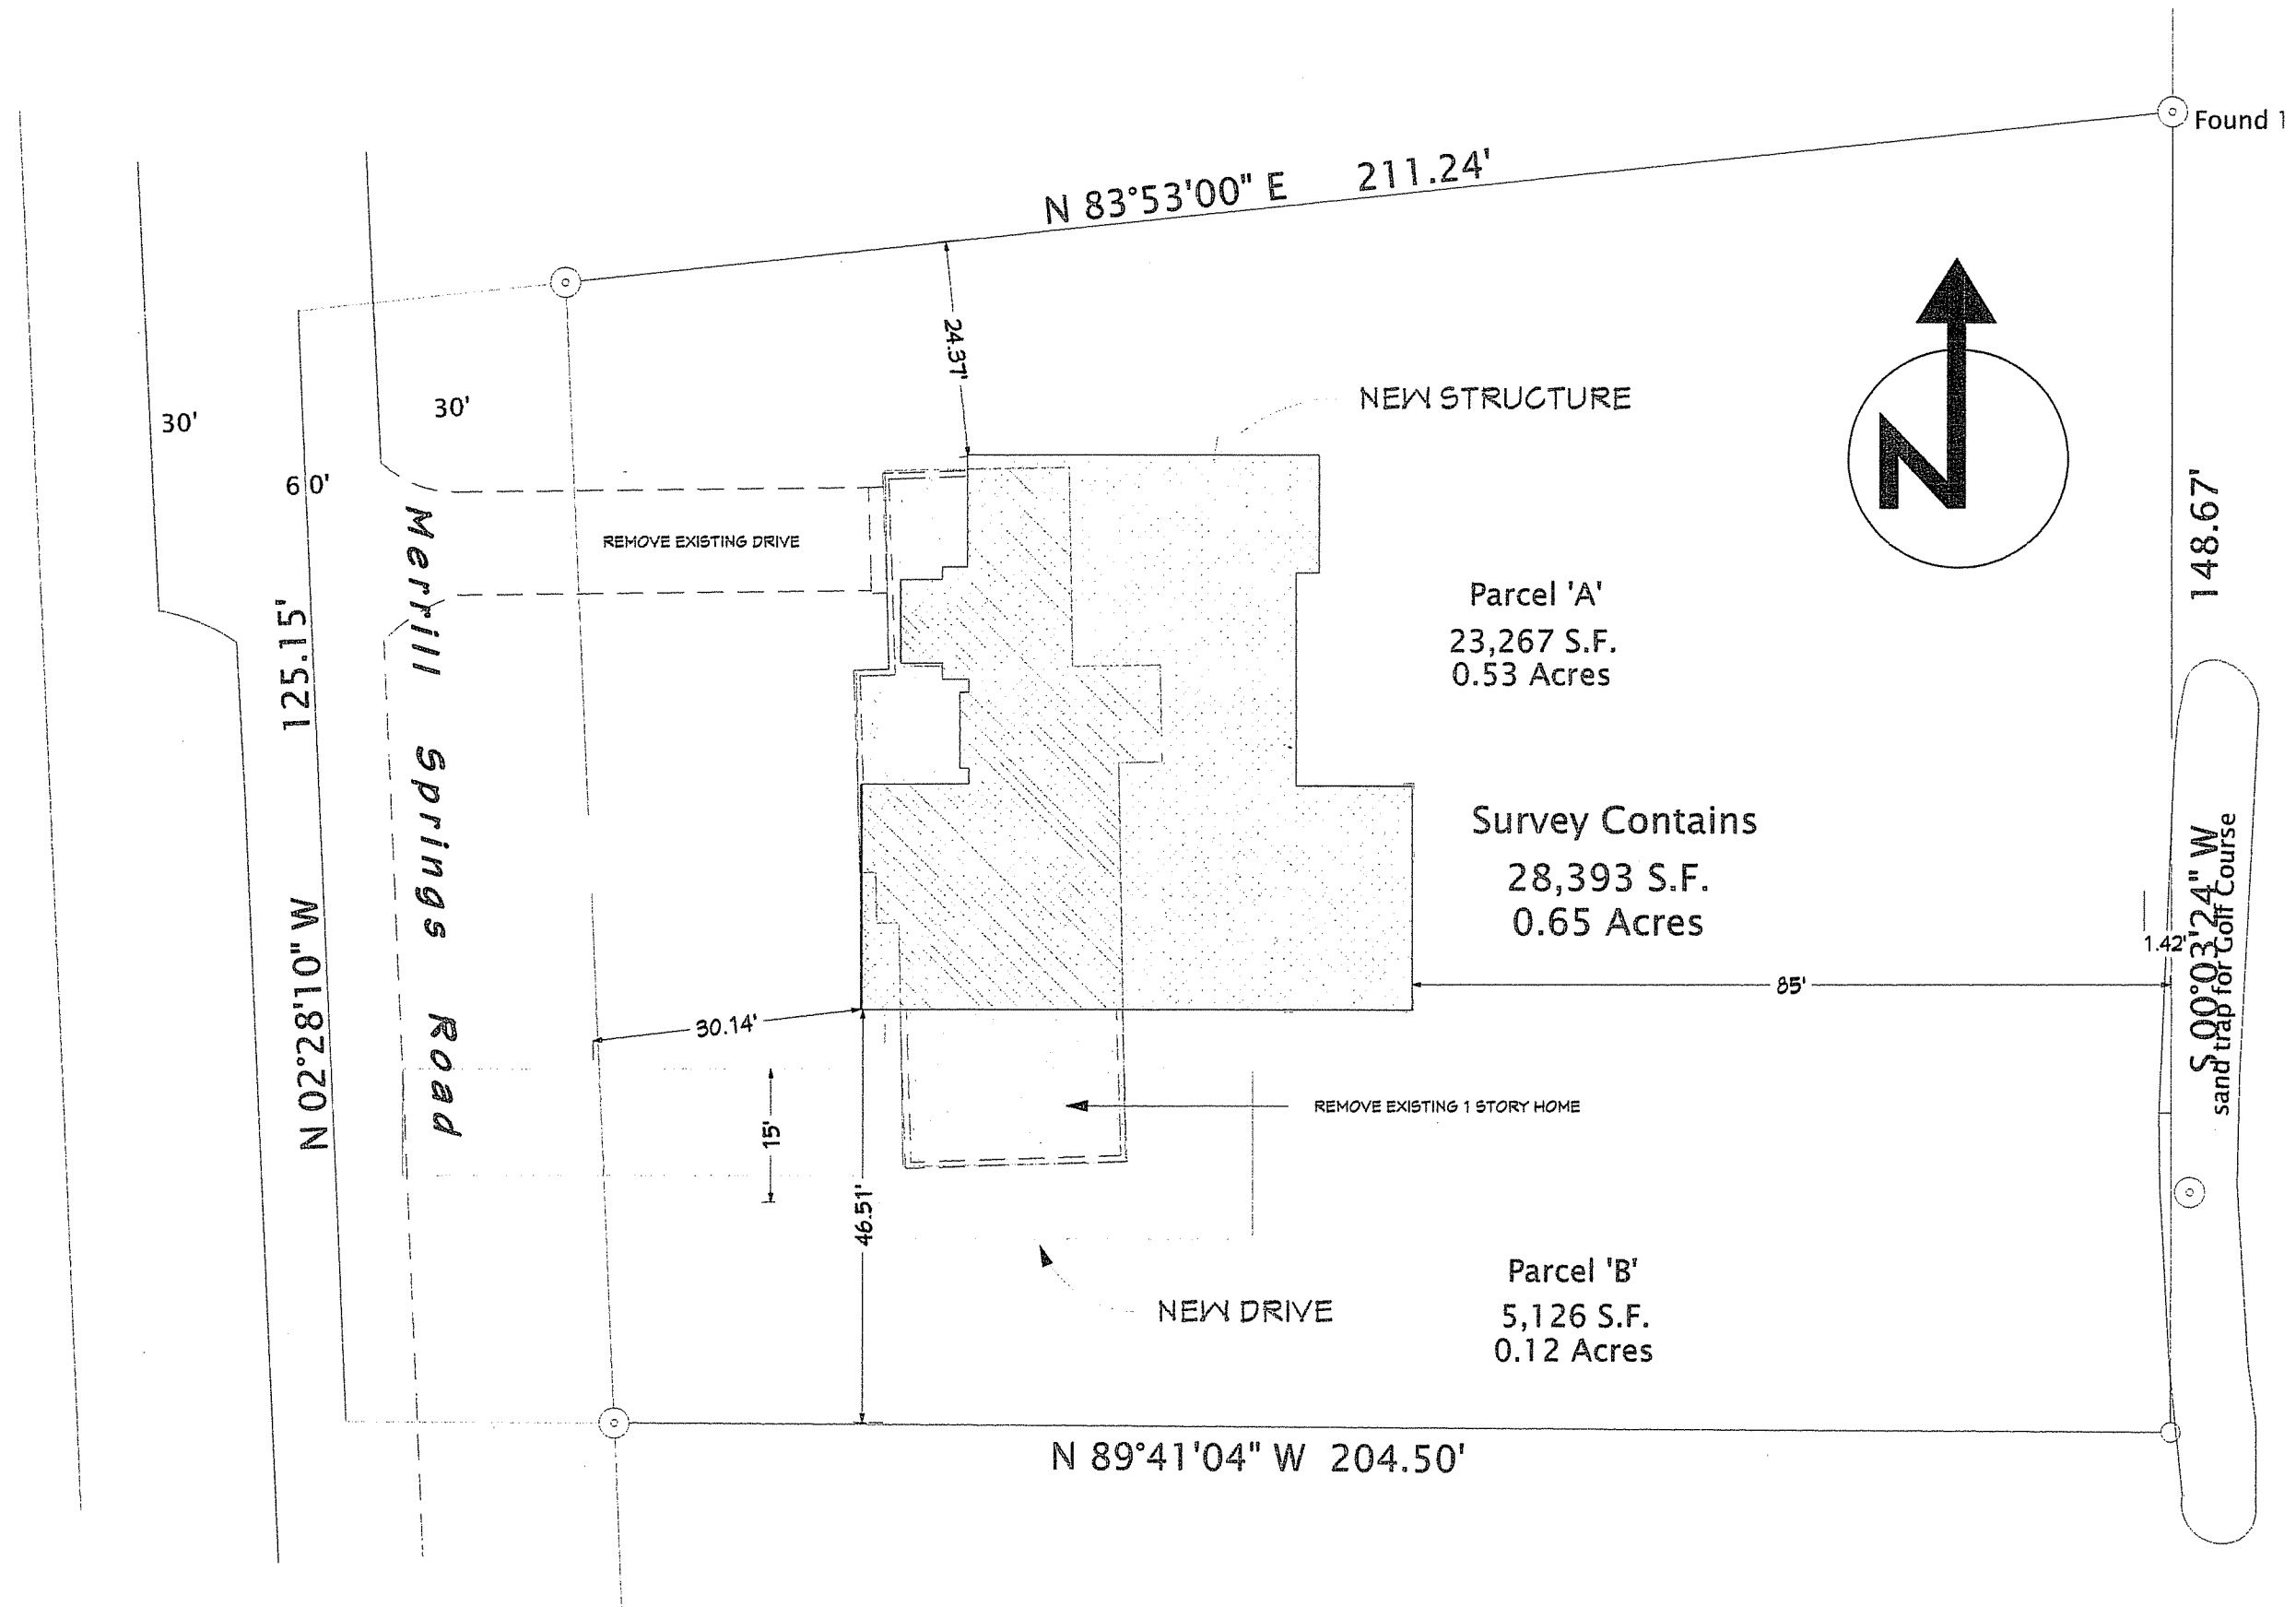 Found 1
N 83°53'00" E 211.24'
24.37'
NEW STRUCTURE
30'
30'
60'
REMOVE EXISTING DRIVE
Merrill Springs Road
125.15'
N 02°28'10" W
N
148.67'
S 00°03'24" W
sand trap for Golf Course
1.42'
Parcel 'A'
23,267 S.F.
0.53 Acres
Survey Contains
28,393 S.F.
0.65 Acres
85'
30.14'
15'
46.51'
REMOVE EXISTING 1 STORY HOME
NEW DRIVE
Parcel 'B'
5,126 S.F.
0.12 Acres
N 89°41'04" W 204.50'